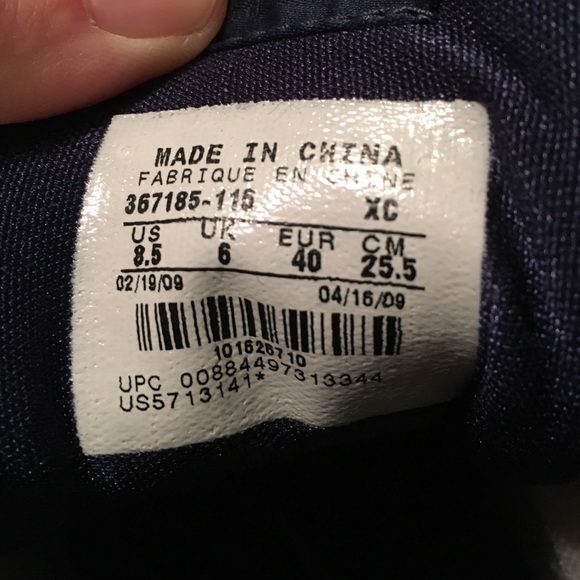 MADE IN CHINA
FABRIQUE EN CHINE
367185-115 XC
US UK EUR CM
8.5 6 40 25.5
02/19/09 04/16/09
101626710
UPC 00884497313344
US5713141*